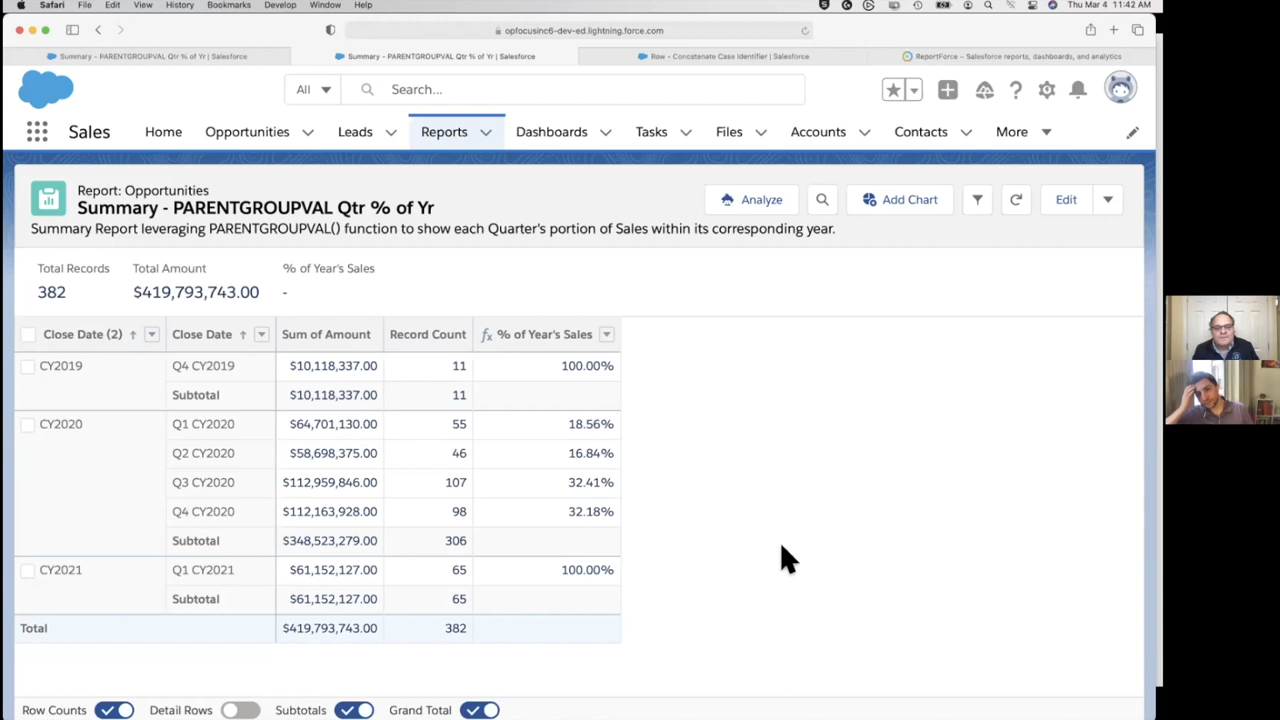 Safari File Edit View History Bookmarks Develop Window Help Thu Mar 4 11:42 AM
opfocusinc6-dev-ed.lightning.force.com
Summary - PARENTGROUPVAL Qtr % of Yr | Salesforce Summary - PARENTGROUPVAL Qtr % of Yr | Salesforce Row - Concatenate Case Identifier | Salesforce ReportForce – Salesforce reports, dashboards, and analytics
All Search...
Sales Home Opportunities Leads Reports Dashboards Tasks Files Accounts Contacts More
Report: Opportunities
Summary - PARENTGROUPVAL Qtr % of Yr
Analyze Add Chart Edit
Summary Report leveraging PARENTGROUPVAL() function to show each Quarter's portion of Sales within its corresponding year.
Total Records Total Amount % of Year's Sales
382 $419,793,743.00 -
Close Date (2) ↑ Close Date ↑ Sum of Amount Record Count fx % of Year's Sales
CY2019 Q4 CY2019 $10,118,337.00 11 100.00%
Subtotal $10,118,337.00 11
CY2020 Q1 CY2020 $64,701,130.00 55 18.56%
Q2 CY2020 $58,698,375.00 46 16.84%
Q3 CY2020 $112,959,846.00 107 32.41%
Q4 CY2020 $112,163,928.00 98 32.18%
Subtotal $348,523,279.00 306
CY2021 Q1 CY2021 $61,152,127.00 65 100.00%
Subtotal $61,152,127.00 65
Total $419,793,743.00 382
Row Counts Detail Rows Subtotals Grand Total